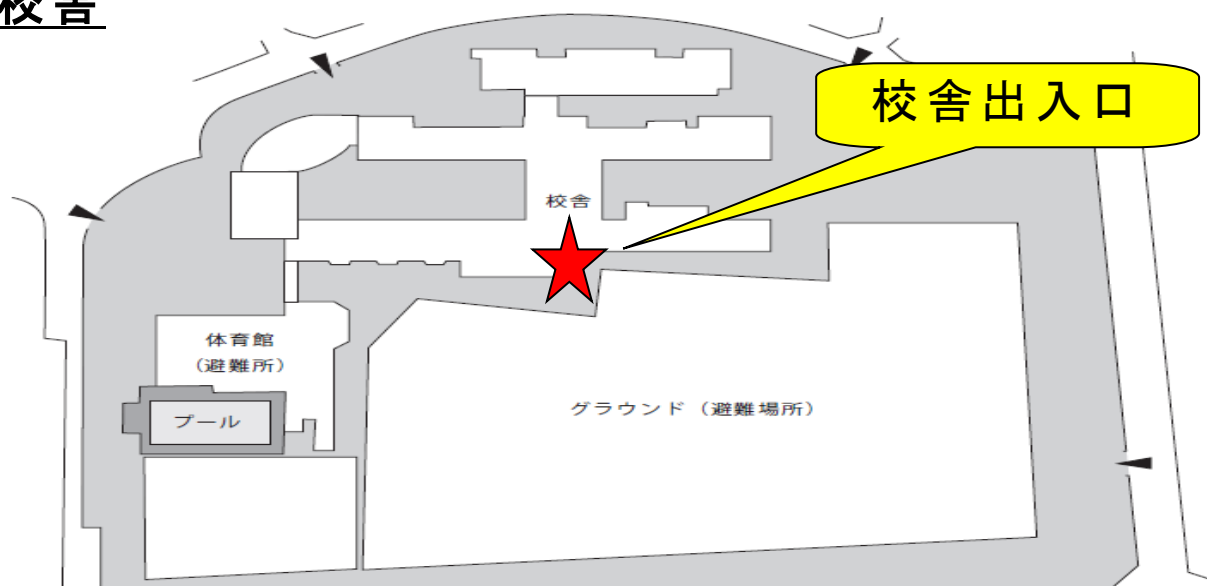 校舎
校舎出入口
校舎
体育館
（避難所）
グラウンド（避難場所）
プール